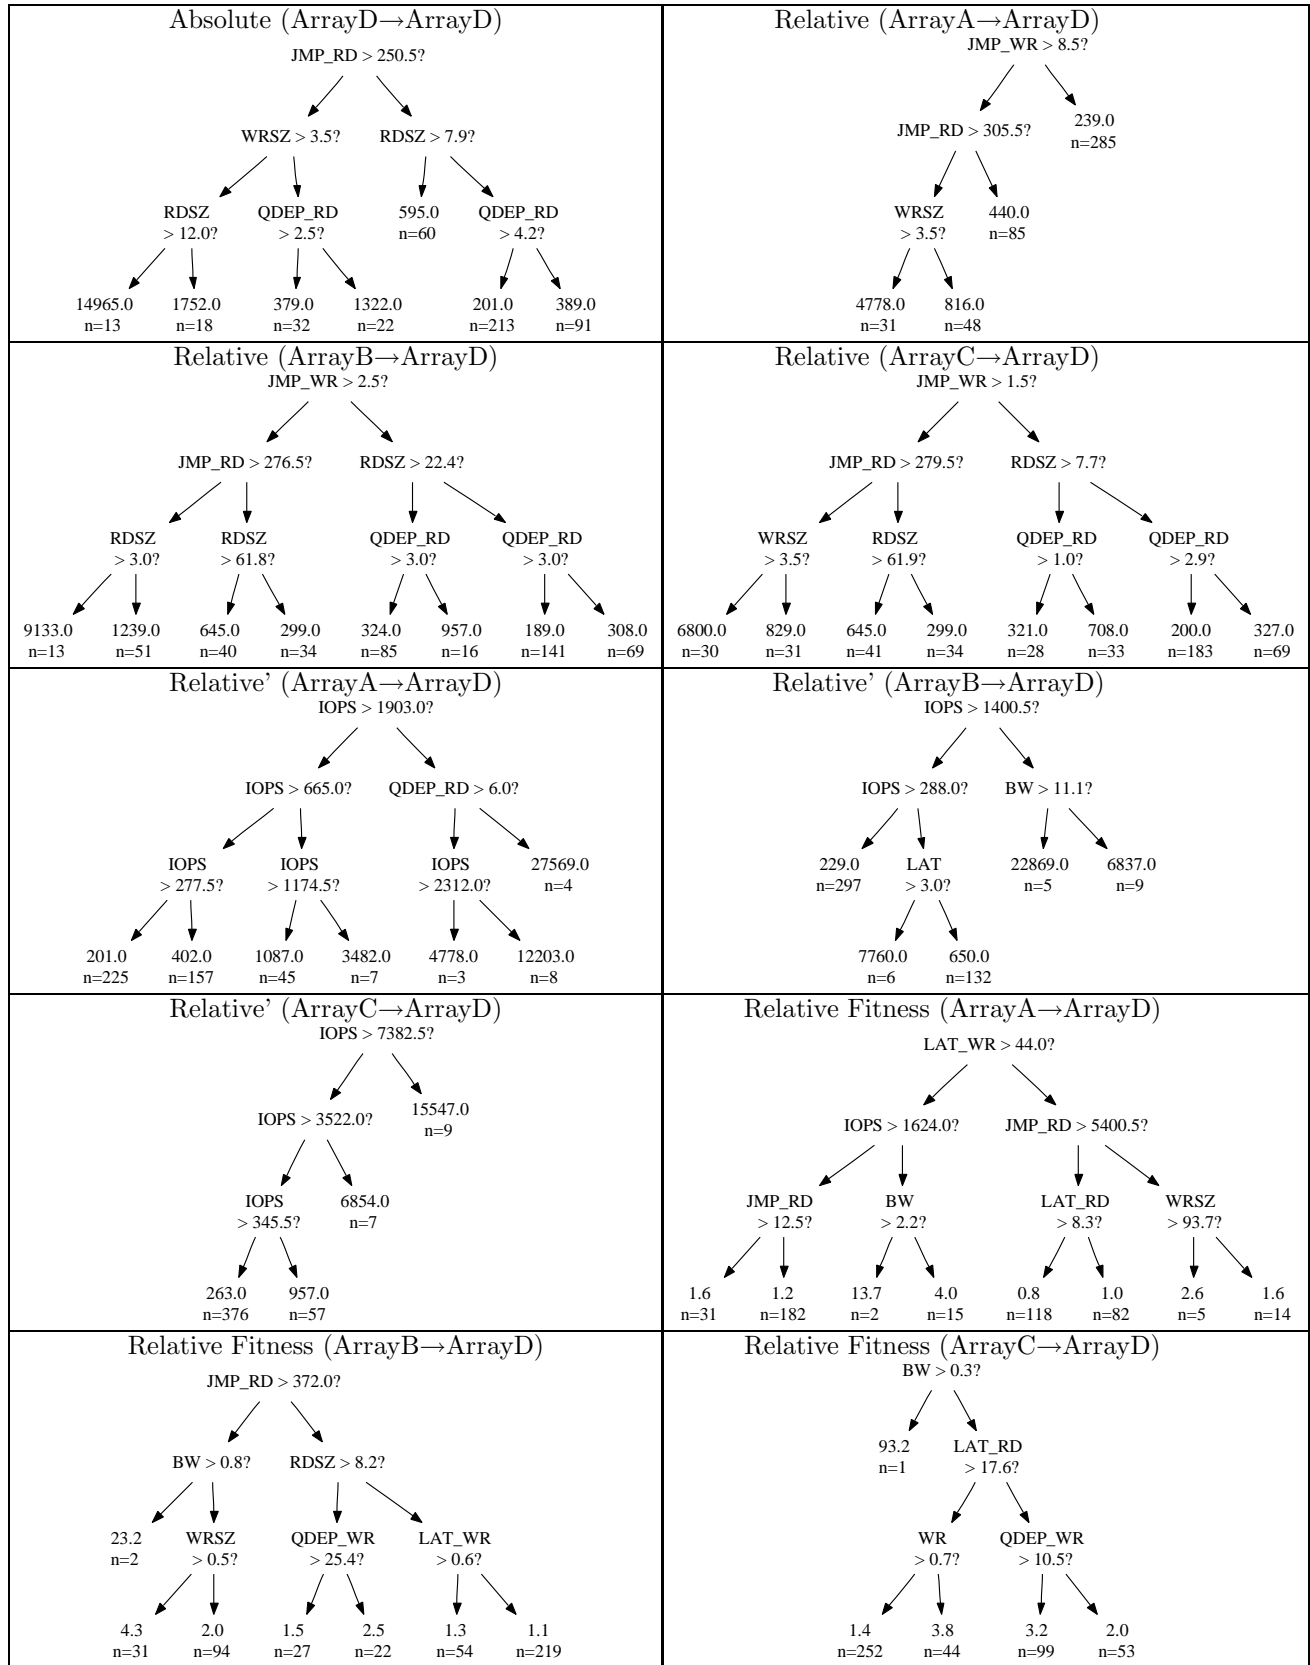 Absolute (ArrayD→ArrayD)
JMP_RD > 250.5?
WRSZ > 3.5? RDSZ > 7.9?
RDSZ QDEP_RD 595.0 QDEP_RD
> 12.0? > 2.5? n=60 > 4.2?
14965.0 1752.0 379.0 1322.0 201.0 389.0
n=13 n=18 n=32 n=22 n=213 n=91
Relative (ArrayA→ArrayD)
JMP_WR > 8.5?
JMP_RD > 305.5? 239.0
n=285
WRSZ 440.0
> 3.5? n=85
4778.0 816.0
n=31 n=48
Relative (ArrayB→ArrayD)
JMP_WR > 2.5?
JMP_RD > 276.5? RDSZ > 22.4?
RDSZ RDSZ QDEP_RD QDEP_RD
> 3.0? > 61.8? > 3.0? > 3.0?
9133.0 1239.0 645.0 299.0 324.0 957.0 189.0 308.0
n=13 n=51 n=40 n=34 n=85 n=16 n=141 n=69
Relative (ArrayC→ArrayD)
JMP_WR > 1.5?
JMP_RD > 279.5? RDSZ > 7.7?
WRSZ RDSZ QDEP_RD QDEP_RD
> 3.5? > 61.9? > 1.0? > 2.9?
6800.0 829.0 645.0 299.0 321.0 708.0 200.0 327.0
n=30 n=31 n=41 n=34 n=28 n=33 n=183 n=69
Relative' (ArrayA→ArrayD)
IOPS > 1903.0?
IOPS > 665.0? QDEP_RD > 6.0?
IOPS IOPS IOPS 27569.0
> 277.5? > 1174.5? > 2312.0? n=4
201.0 402.0 1087.0 3482.0 4778.0 12203.0
n=225 n=157 n=45 n=7 n=3 n=8
Relative' (ArrayB→ArrayD)
IOPS > 1400.5?
IOPS > 288.0? BW > 11.1?
229.0 LAT 22869.0 6837.0
n=297 > 3.0? n=5 n=9
7760.0 650.0
n=6 n=132
Relative' (ArrayC→ArrayD)
IOPS > 7382.5?
IOPS > 3522.0? 15547.0
n=9
IOPS 6854.0
> 345.5? n=7
263.0 957.0
n=376 n=57
Relative Fitness (ArrayA→ArrayD)
LAT_WR > 44.0?
IOPS > 1624.0? JMP_RD > 5400.5?
JMP_RD BW LAT_RD WRSZ
> 12.5? > 2.2? > 8.3? > 93.7?
1.6 1.2 13.7 4.0 0.8 1.0 2.6 1.6
n=31 n=182 n=2 n=15 n=118 n=82 n=5 n=14
Relative Fitness (ArrayB→ArrayD)
JMP_RD > 372.0?
BW > 0.8? RDSZ > 8.2?
23.2 WRSZ QDEP_WR LAT_WR
n=2 > 0.5? > 25.4? > 0.6?
4.3 2.0 1.5 2.5 1.3 1.1
n=31 n=94 n=27 n=22 n=54 n=219
Relative Fitness (ArrayC→ArrayD)
BW > 0.3?
93.2 LAT_RD
n=1 > 17.6?
WR QDEP_WR
> 0.7? > 10.5?
1.4 3.8 3.2 2.0
n=252 n=44 n=99 n=53